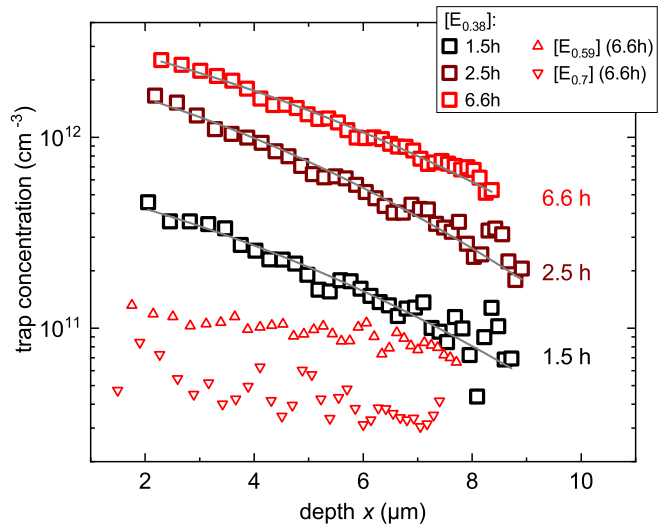 [E₀.₃₈]:
1.5h
2.5h
6.6h
[E₀.₅₉] (6.6h)
[E₀.₇] (6.6h)
10¹²
10¹¹
trap concentration (cm⁻³)
6.6 h
2.5 h
1.5 h
2 4 6 8 10
depth x (µm)